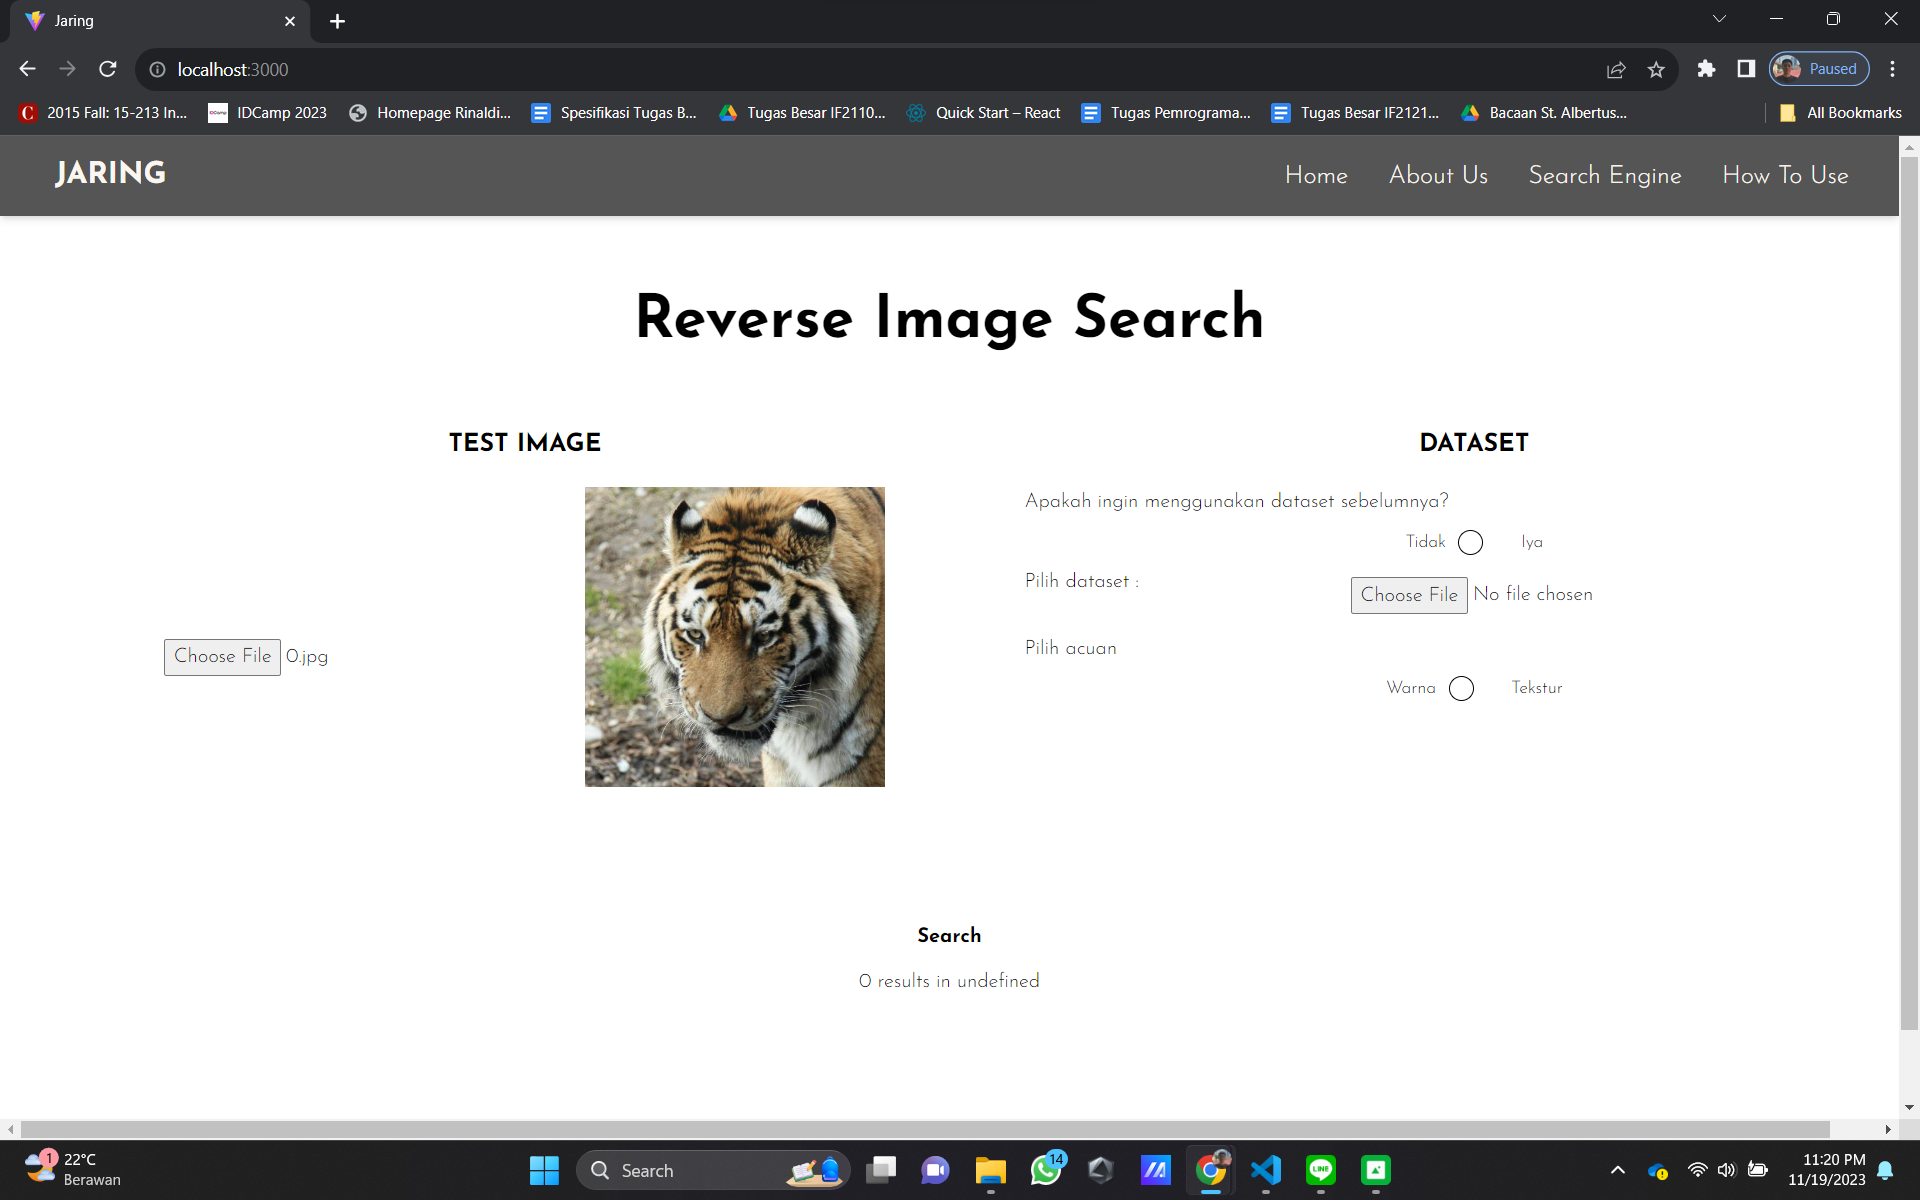 Jaring
localhost:3000
Paused
2015 Fall: 15-213 In...
IDCamp 2023
Homepage Rinaldi...
Spesifikasi Tugas B...
Tugas Besar IF2110...
Quick Start – React
Tugas Pemrograma...
Tugas Besar IF2121...
Bacaan St. Albertus...
All Bookmarks
JARING
Home
About Us
Search Engine
How To Use
Reverse Image Search
TEST IMAGE
Choose File 0.jpg
DATASET
Apakah ingin menggunakan dataset sebelumnya?
Tidak Iya
Pilih dataset :
Choose File No file chosen
Pilih acuan
Warna Tekstur
Search
0 results in undefined
1
22°C
Berawan
Search
14
LINE
11:20 PM
11/19/2023